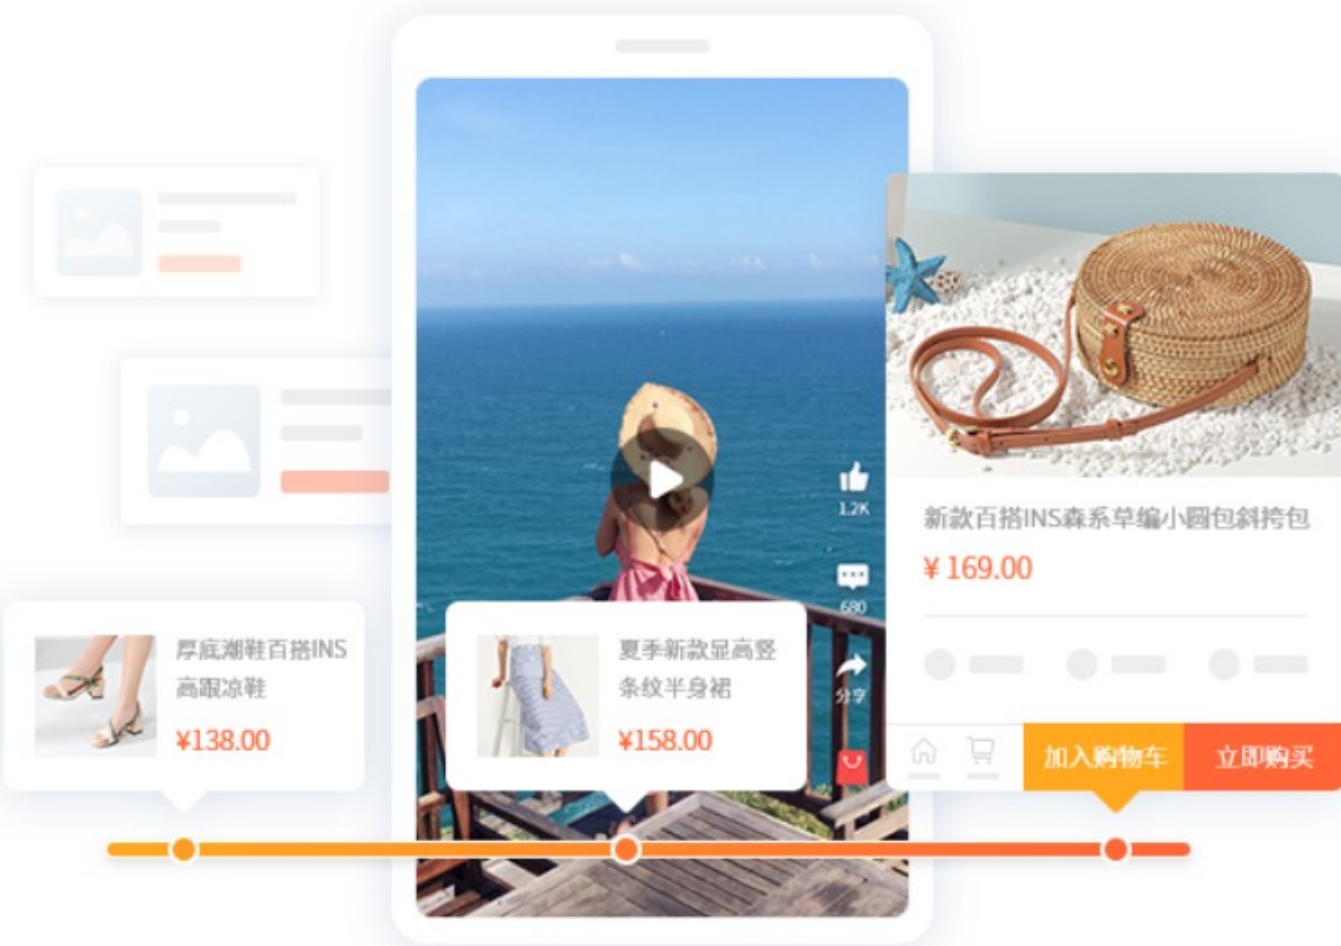 1.2K
680
分享
新款百搭INS森系草编小圆包斜挎包
¥ 169.00
厚底潮鞋百搭INS
高跟凉鞋
¥138.00
夏季新款显高竖
条纹半身裙
¥158.00
加入购物车
立即购买